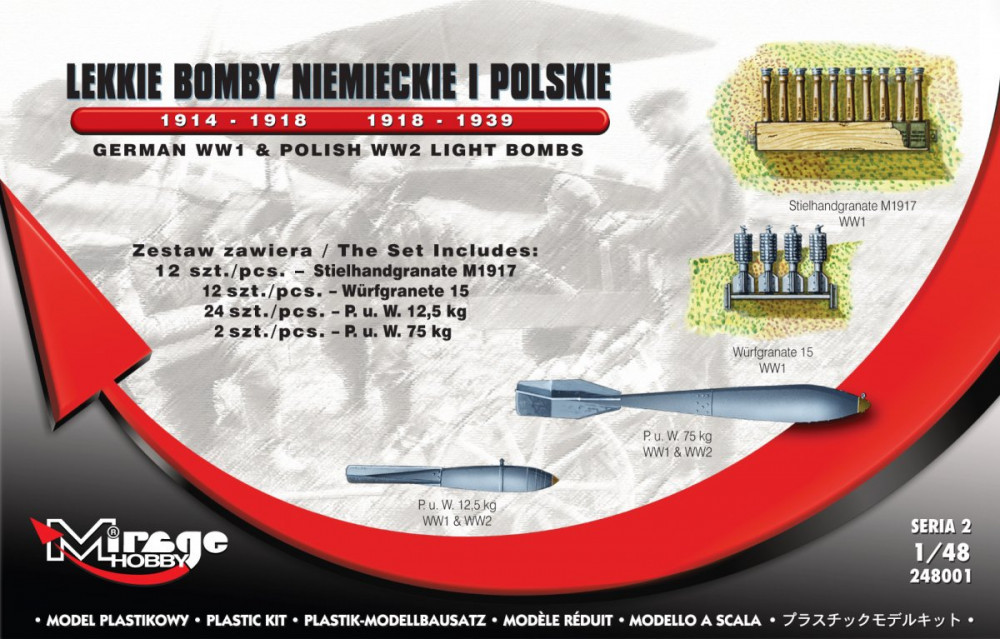 LEKKIE BOMBY NIEMIECKIE I POLSKIE
1914 - 1918 1918 - 1939
GERMAN WW1 & POLISH WW2 LIGHT BOMBS
Stielhandgranate M1917
WW1
Zestaw zawiera / The Set Includes:
12 szt./pcs. – Stielhandgranate M1917
12 szt./pcs. – Würfgranete 15
24 szt./pcs. – P. u. W. 12,5 kg
2 szt./pcs. – P. u. W. 75 kg
Würfgranate 15
WW1
P. u. W. 75 kg
WW1 & WW2
P. u. W. 12,5 kg
WW1 & WW2
Mirage®
HOBBY
SERIA 2
1/48
248001
• MODEL PLASTIKOWY • PLASTIC KIT • PLASTIK-MODELLBAUSATZ • MODÈLE RÉDUIT • MODELLO A SCALA • プラスチックモデルキット •